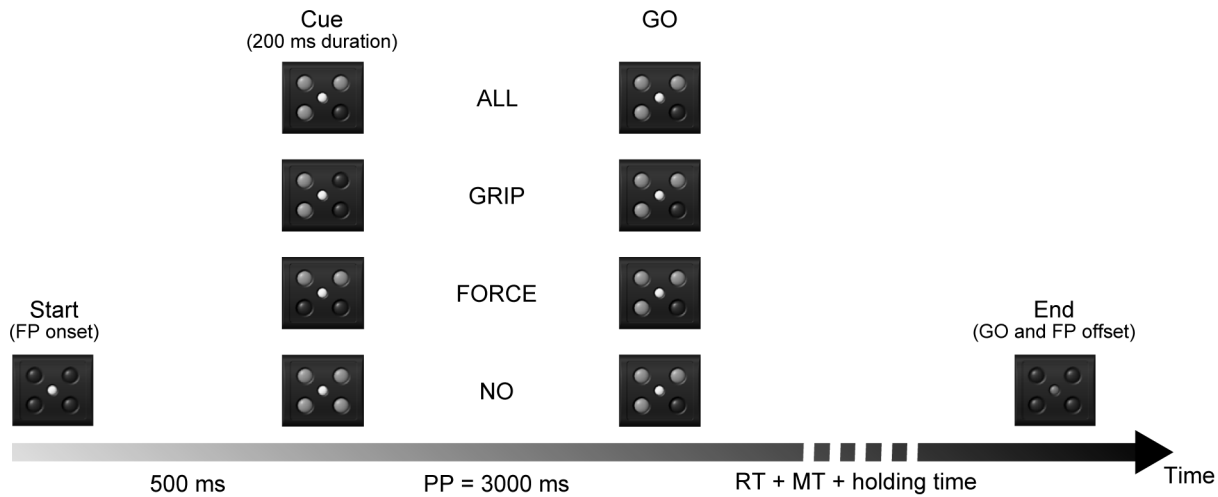 Cue
(200 ms duration)
GO
ALL
GRIP
FORCE
Start
(FP onset)
End
(GO and FP offset)
NO
500 ms
PP = 3000 ms
RT + MT + holding time
Time